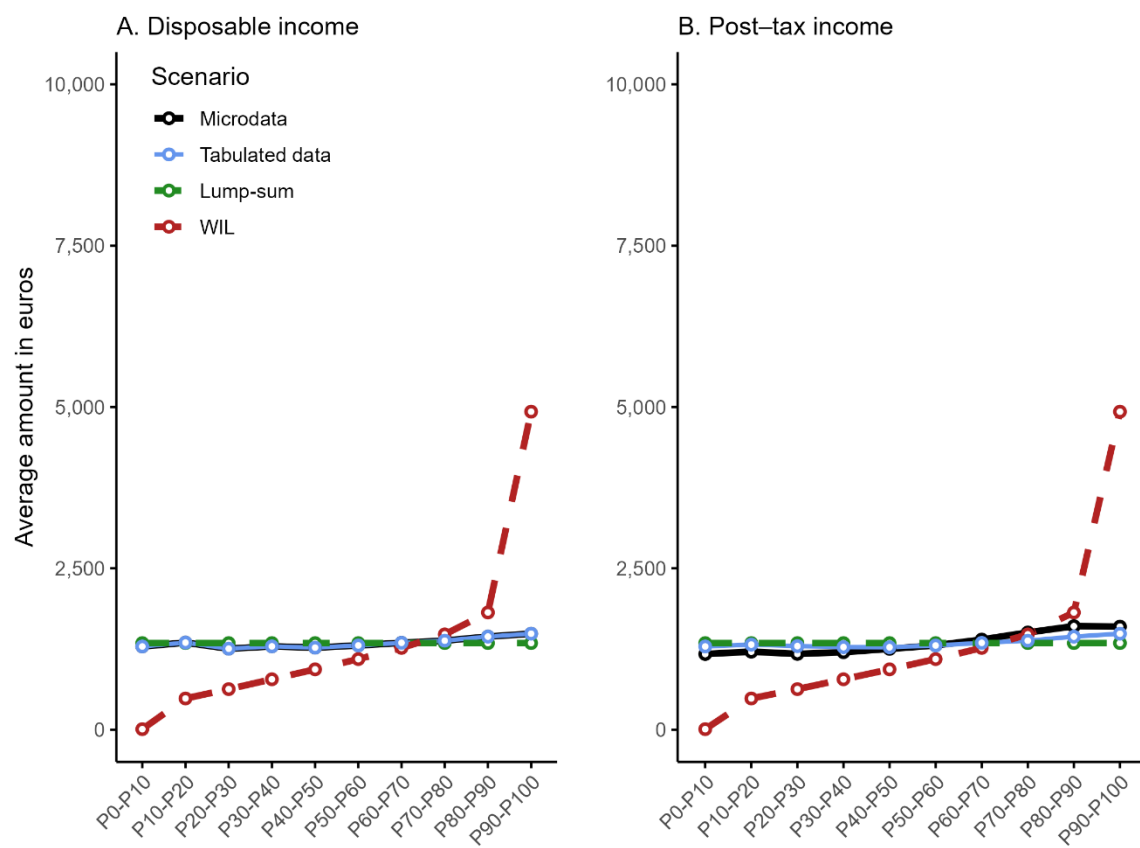 A. Disposable income
B. Post–tax income
Average amount in euros
10,000
7,500
5,000
2,500
0
Scenario
Microdata
Tabulated data
Lump-sum
WIL
P0-P10
P10-P20
P20-P30
P30-P40
P40-P50
P50-P60
P60-P70
P70-P80
P80-P90
P90-P100
10,000
7,500
5,000
2,500
0
P0-P10
P10-P20
P20-P30
P30-P40
P40-P50
P50-P60
P60-P70
P70-P80
P80-P90
P90-P100